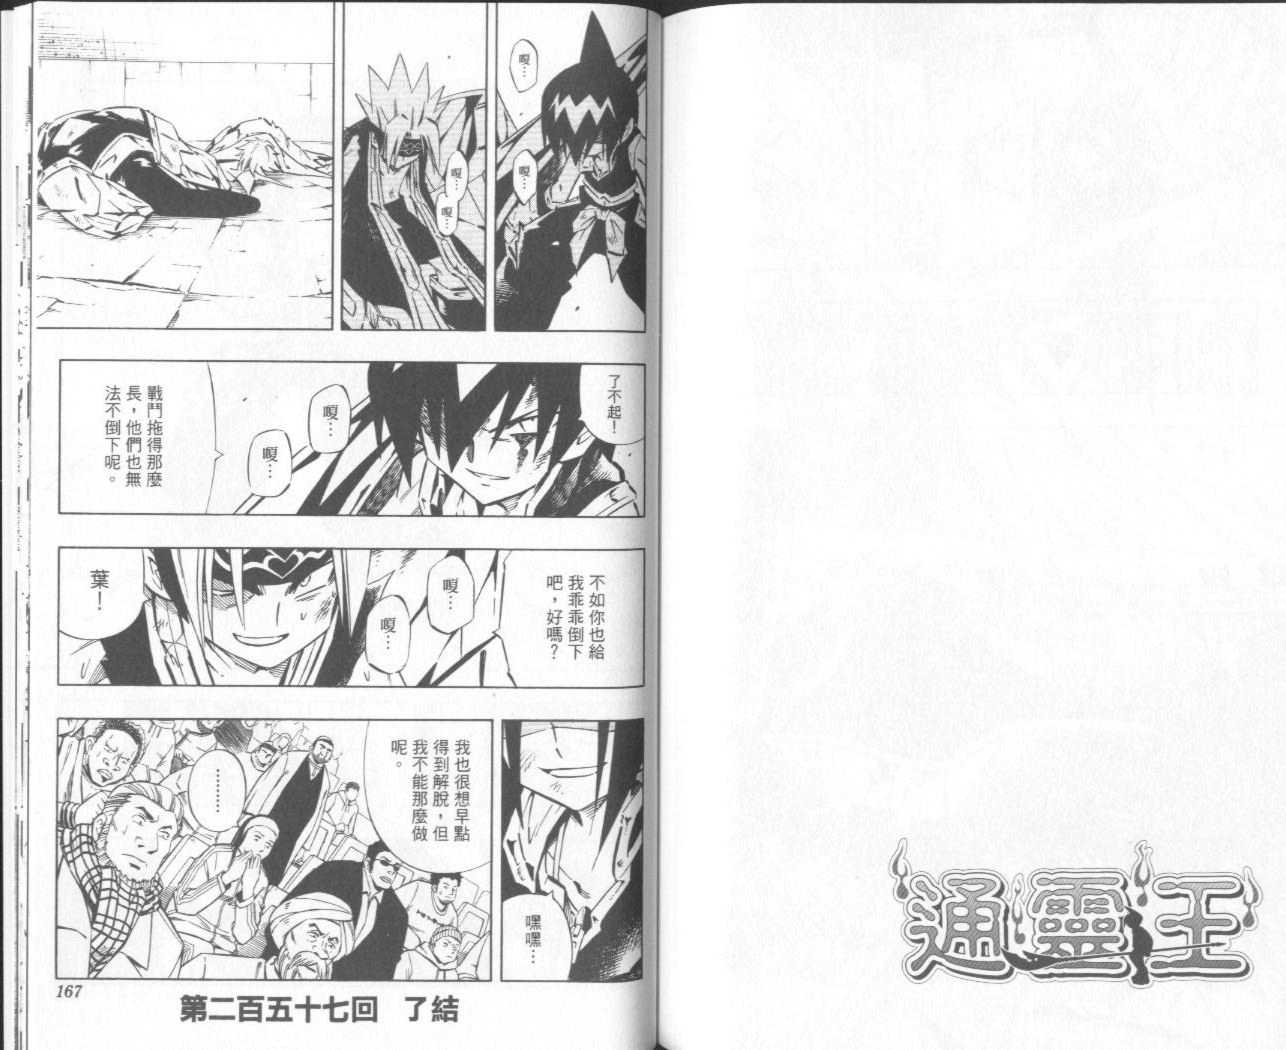 通靈王
嗄…
嗄…
嗄…
嗄…
了不起！
嗄…
嗄…
戰鬥拖得那麼
長，他們也無
法不倒下呢。
不如你也給
我乖乖倒下
吧，好嗎？
嗄…
嗄…
葉！
嘿嘿…
我也很想早點
得到解脫，但
我不能那麼做
呢。
………
167
第二百五十七回　了結